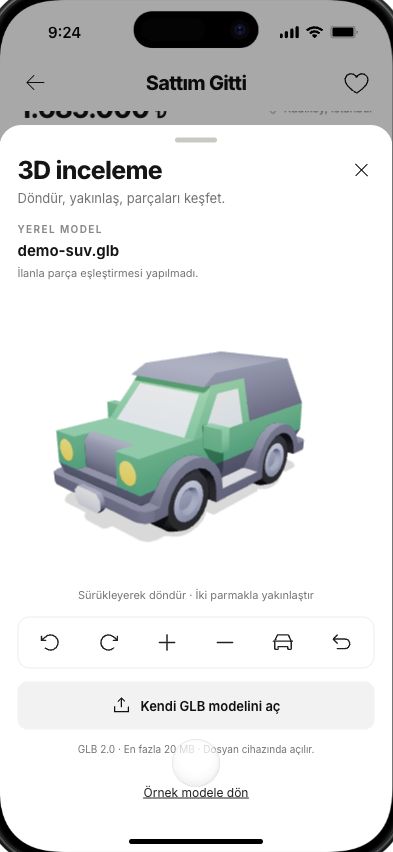 9:24
Sattım Gitti
3D inceleme
Döndür, yakınlaş, parçaları keşfet.
YEREL MODEL
demo-suv.glb
İlanla parça eşleştirmesi yapılmadı.
Sürükleyerek döndür · İki parmakla yakınlaştır
Kendi GLB modelini aç
GLB 2.0 · En fazla 20 MB · Dosyan cihazında açılır.
Örnek modele dön